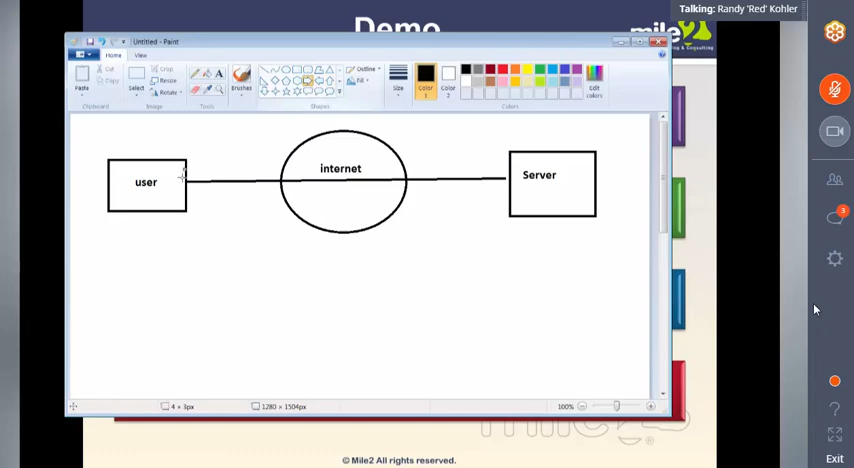 Talking: Randy 'Red' Kohler
Demo
mile2
Untitled - Paint
Home
View
Cut
Copy
Paste
Clipboard
Crop
Resize
Rotate
Select
Image
Tools
Brushes
Shapes
Outline
Fill
Size
Color
1
Color
2
Edit
colors
Colors
user
internet
Server
4 × 3px
1280 × 1504px
100%
3
© Mile2 All rights reserved.
Exit